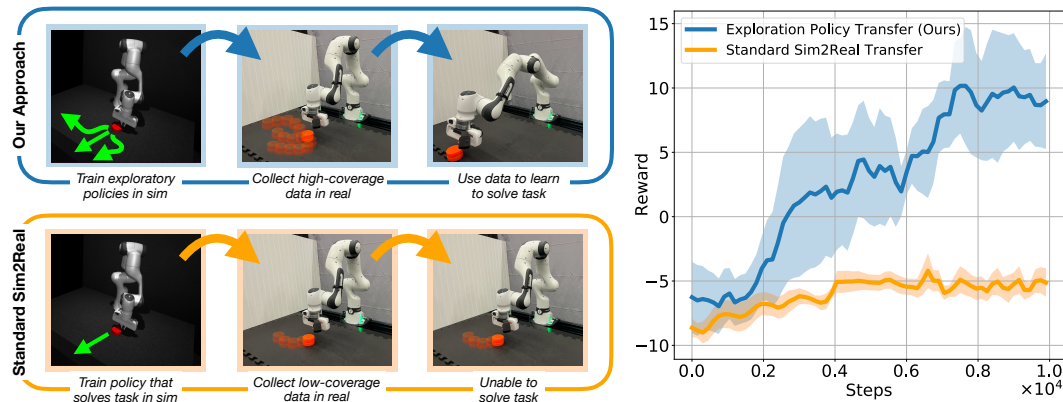 Our Approach
Train exploratory
policies in sim
Collect high-coverage
data in real
Use data to learn
to solve task
Standard Sim2Real
Train policy that
solves task in sim
Collect low-coverage
data in real
Unable to
solve task
Exploration Policy Transfer (Ours)
Standard Sim2Real Transfer
Reward
15
10
5
0
−5
−10
0.0
0.2
0.4
0.6
0.8
1.0
Steps
×10⁴